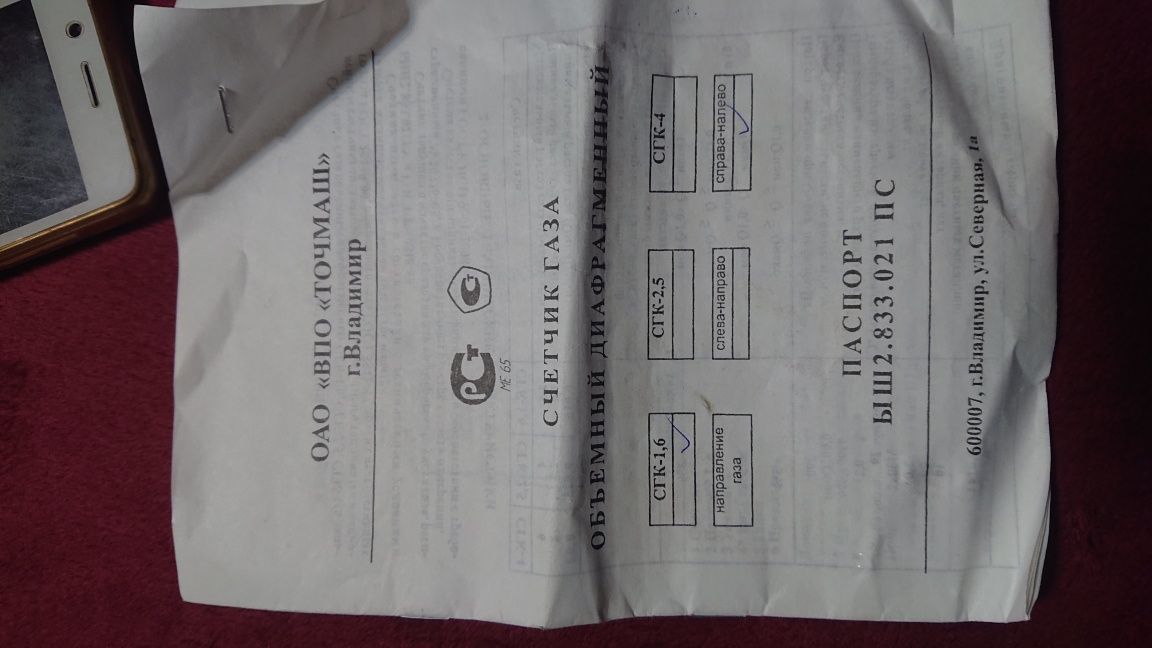 ОАО «ВПО «ТОЧМАШ»
г.Владимир
РСТ
МЕ 65
СЧЕТЧИК ГАЗА
ОБЪЕМНЫЙ ДИАФРАГМЕННЫЙ
СГК-1,6 СГК-2,5 СГК-4
направление газа слева-направо справа-налево
ПАСПОРТ
ЫШ2.833.021 ПС
600007, г.Владимир, ул.Северная, 1а